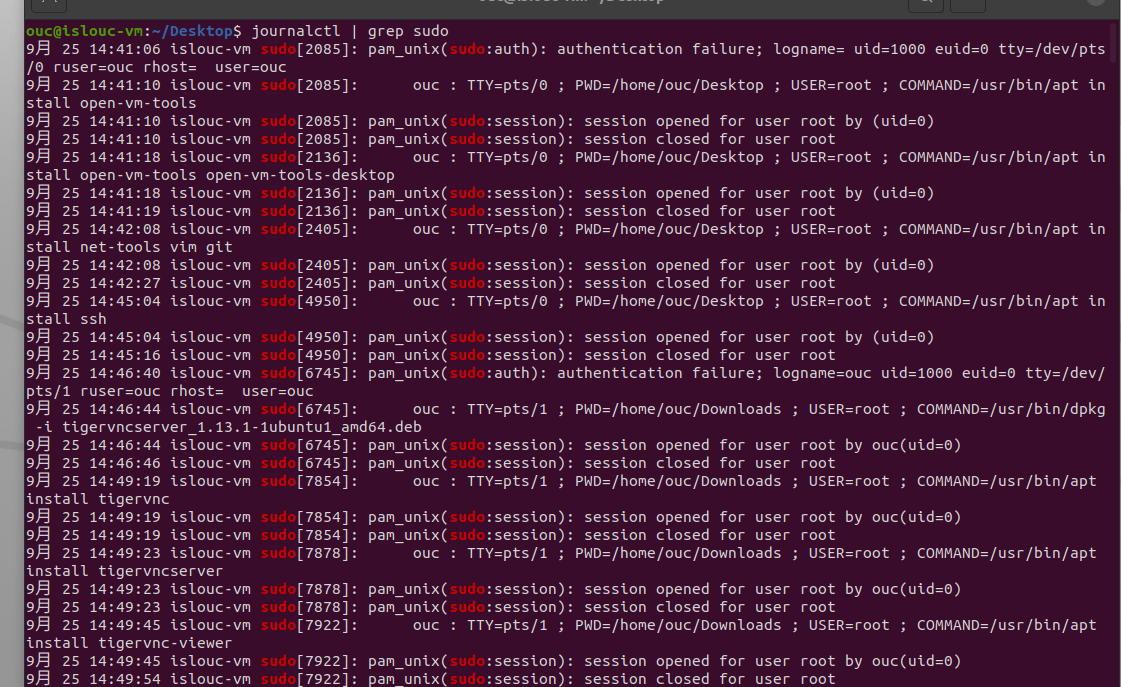 ouc@islouc-vm:~/Desktop$ journalctl | grep sudo
9月 25 14:41:06 islouc-vm sudo[2085]: pam_unix(sudo:auth): authentication failure; logname= uid=1000 euid=0 tty=/dev/pts
/0 ruser=ouc rhost=  user=ouc
9月 25 14:41:10 islouc-vm sudo[2085]:      ouc : TTY=pts/0 ; PWD=/home/ouc/Desktop ; USER=root ; COMMAND=/usr/bin/apt in
stall open-vm-tools
9月 25 14:41:10 islouc-vm sudo[2085]: pam_unix(sudo:session): session opened for user root by (uid=0)
9月 25 14:41:10 islouc-vm sudo[2085]: pam_unix(sudo:session): session closed for user root
9月 25 14:41:18 islouc-vm sudo[2136]:      ouc : TTY=pts/0 ; PWD=/home/ouc/Desktop ; USER=root ; COMMAND=/usr/bin/apt in
stall open-vm-tools open-vm-tools-desktop
9月 25 14:41:18 islouc-vm sudo[2136]: pam_unix(sudo:session): session opened for user root by (uid=0)
9月 25 14:41:19 islouc-vm sudo[2136]: pam_unix(sudo:session): session closed for user root
9月 25 14:42:08 islouc-vm sudo[2405]:      ouc : TTY=pts/0 ; PWD=/home/ouc/Desktop ; USER=root ; COMMAND=/usr/bin/apt in
stall net-tools vim git
9月 25 14:42:08 islouc-vm sudo[2405]: pam_unix(sudo:session): session opened for user root by (uid=0)
9月 25 14:42:27 islouc-vm sudo[2405]: pam_unix(sudo:session): session closed for user root
9月 25 14:45:04 islouc-vm sudo[4950]:      ouc : TTY=pts/0 ; PWD=/home/ouc/Desktop ; USER=root ; COMMAND=/usr/bin/apt in
stall ssh
9月 25 14:45:04 islouc-vm sudo[4950]: pam_unix(sudo:session): session opened for user root by (uid=0)
9月 25 14:45:16 islouc-vm sudo[4950]: pam_unix(sudo:session): session closed for user root
9月 25 14:46:40 islouc-vm sudo[6745]: pam_unix(sudo:auth): authentication failure; logname=ouc uid=1000 euid=0 tty=/dev/
pts/1 ruser=ouc rhost=  user=ouc
9月 25 14:46:44 islouc-vm sudo[6745]:      ouc : TTY=pts/1 ; PWD=/home/ouc/Downloads ; USER=root ; COMMAND=/usr/bin/dpkg
 -i tigervncserver_1.13.1-1ubuntu1_amd64.deb
9月 25 14:46:44 islouc-vm sudo[6745]: pam_unix(sudo:session): session opened for user root by ouc(uid=0)
9月 25 14:46:46 islouc-vm sudo[6745]: pam_unix(sudo:session): session closed for user root
9月 25 14:49:19 islouc-vm sudo[7854]:      ouc : TTY=pts/1 ; PWD=/home/ouc/Downloads ; USER=root ; COMMAND=/usr/bin/apt
install tigervnc
9月 25 14:49:19 islouc-vm sudo[7854]: pam_unix(sudo:session): session opened for user root by ouc(uid=0)
9月 25 14:49:19 islouc-vm sudo[7854]: pam_unix(sudo:session): session closed for user root
9月 25 14:49:23 islouc-vm sudo[7878]:      ouc : TTY=pts/1 ; PWD=/home/ouc/Downloads ; USER=root ; COMMAND=/usr/bin/apt
install tigervncserver
9月 25 14:49:23 islouc-vm sudo[7878]: pam_unix(sudo:session): session opened for user root by ouc(uid=0)
9月 25 14:49:23 islouc-vm sudo[7878]: pam_unix(sudo:session): session closed for user root
9月 25 14:49:45 islouc-vm sudo[7922]:      ouc : TTY=pts/1 ; PWD=/home/ouc/Downloads ; USER=root ; COMMAND=/usr/bin/apt
install tigervnc-viewer
9月 25 14:49:45 islouc-vm sudo[7922]: pam_unix(sudo:session): session opened for user root by ouc(uid=0)
9月 25 14:49:54 islouc-vm sudo[7922]: pam_unix(sudo:session): session closed for user root